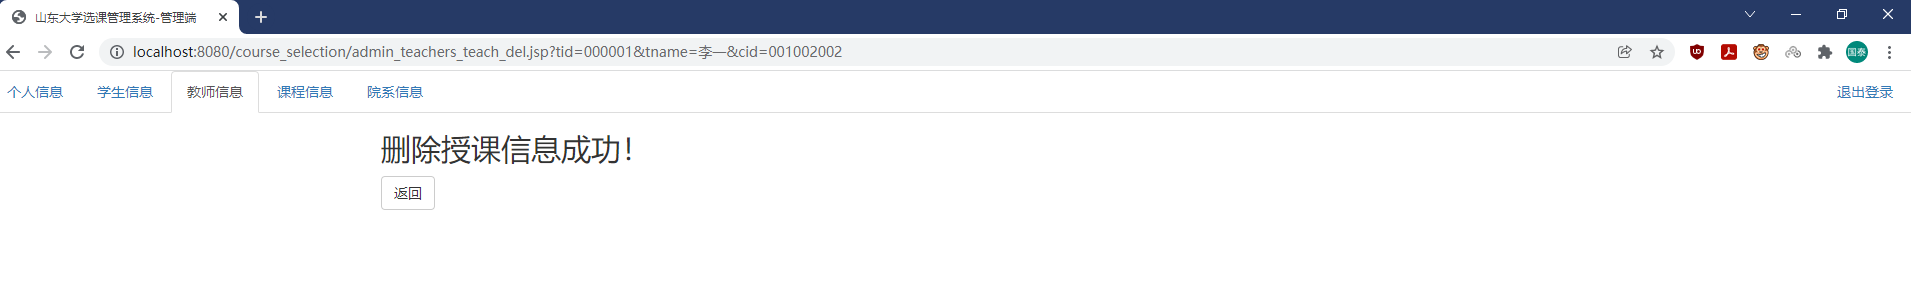 山东大学选课管理系统-管理端
localhost:8080/course_selection/admin_teachers_teach_del.jsp?tid=000001&tname=李一&cid=001002002
国泰
个人信息 学生信息 教师信息 课程信息 院系信息 退出登录
删除授课信息成功！
返回